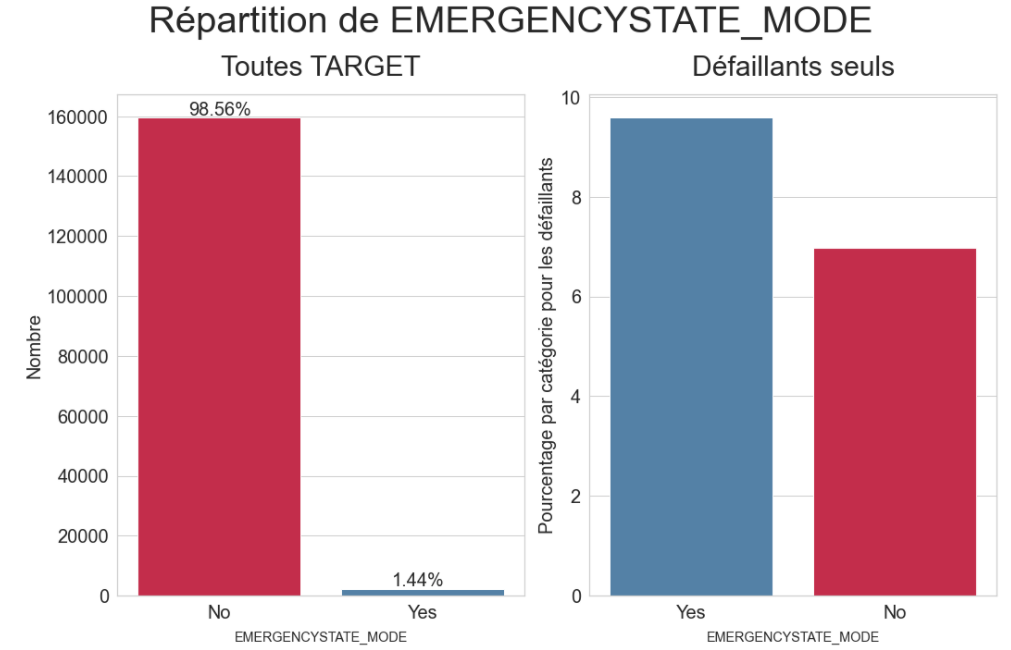 Répartition de EMERGENCYSTATE_MODE
Toutes TARGET
Nombre
160000
140000
120000
100000
80000
60000
40000
20000
0
98.56%
1.44%
No
Yes
EMERGENCYSTATE_MODE
Défaillants seuls
Pourcentage par catégorie pour les défaillants
10
8
6
4
2
0
Yes
No
EMERGENCYSTATE_MODE